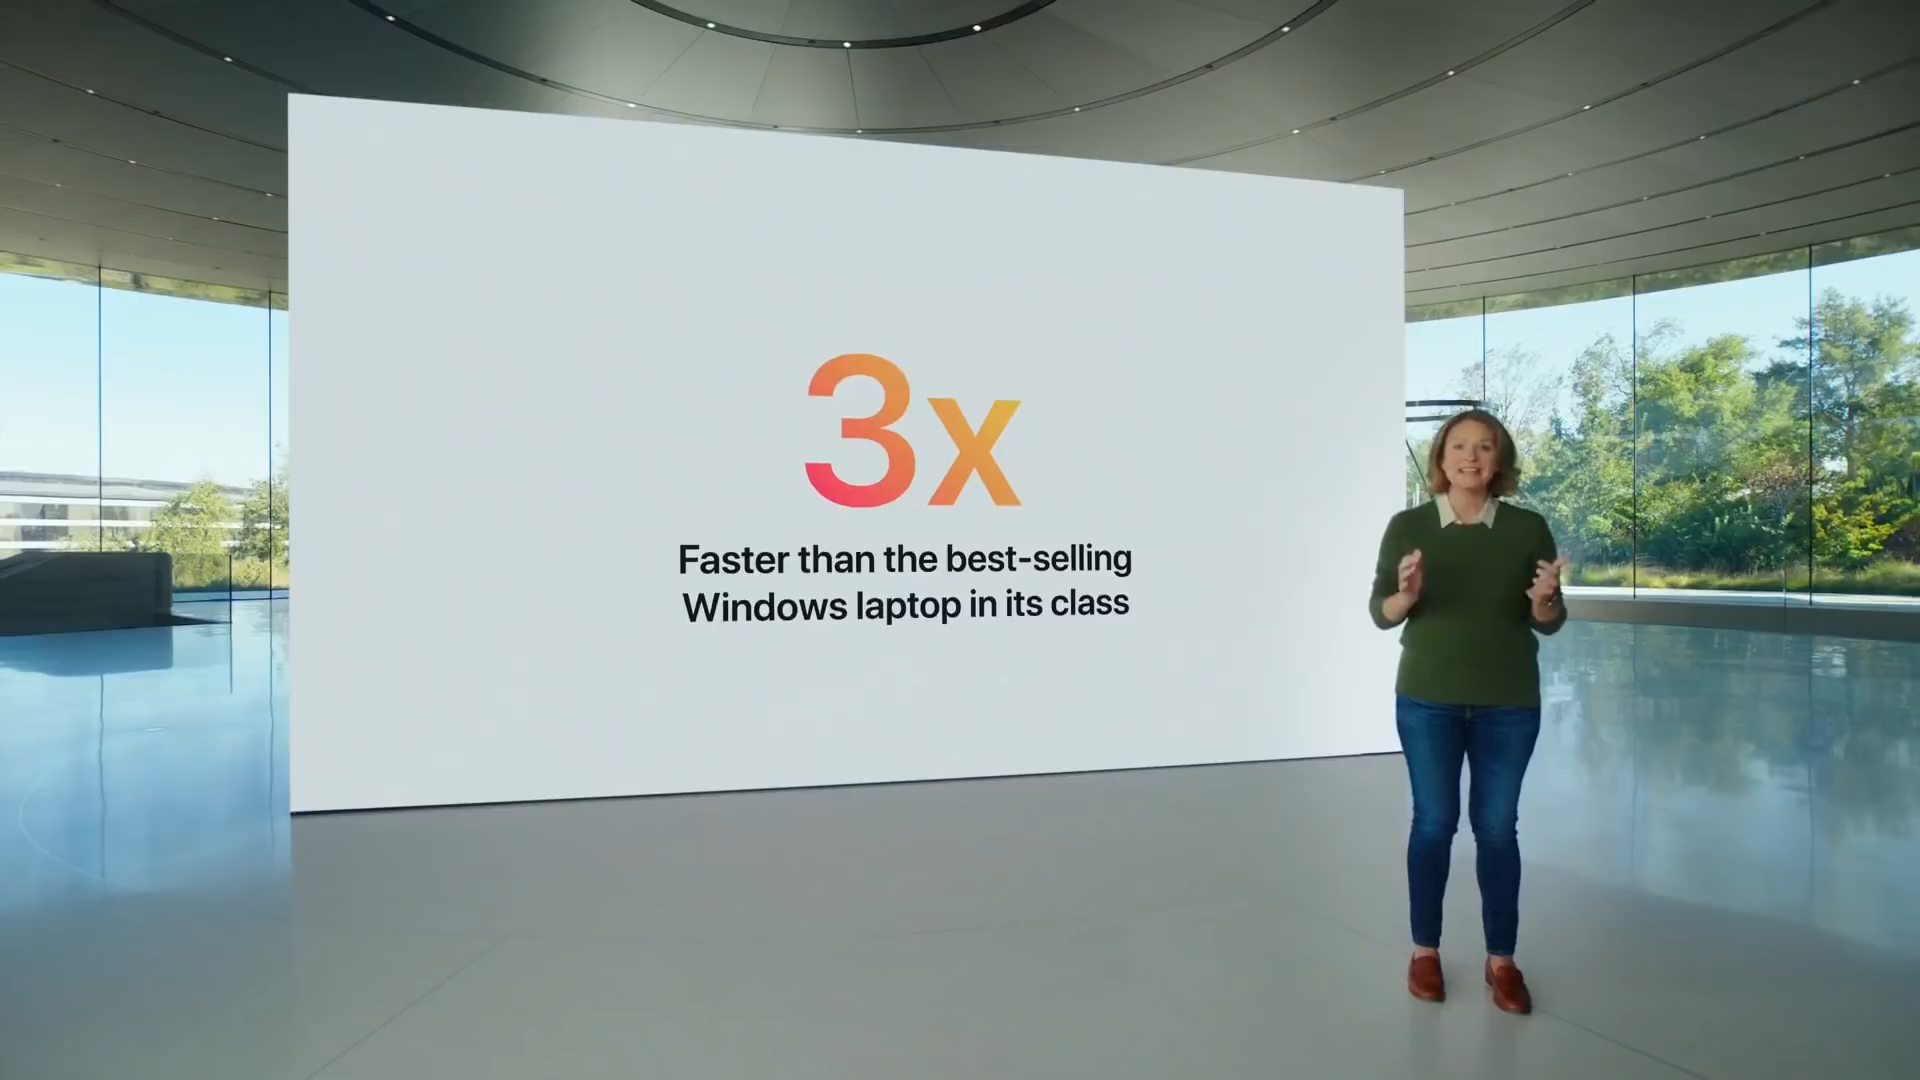 3x
Faster than the best-selling
Windows laptop in its class